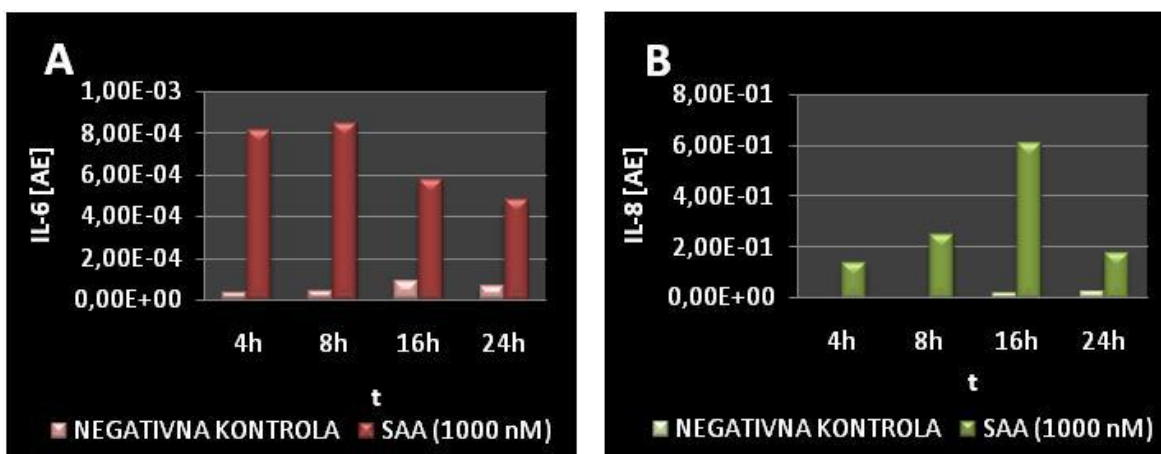 A
1,00E-03
8,00E-04
6,00E-04
4,00E-04
2,00E-04
0,00E+00
IL-6 [AE]
4h 8h 16h 24h
t
NEGATIVNA KONTROLA SAA (1000 nM)
B
8,00E-01
6,00E-01
4,00E-01
2,00E-01
0,00E+00
IL-8 [AE]
4h 8h 16h 24h
t
NEGATIVNA KONTROLA SAA (1000 nM)